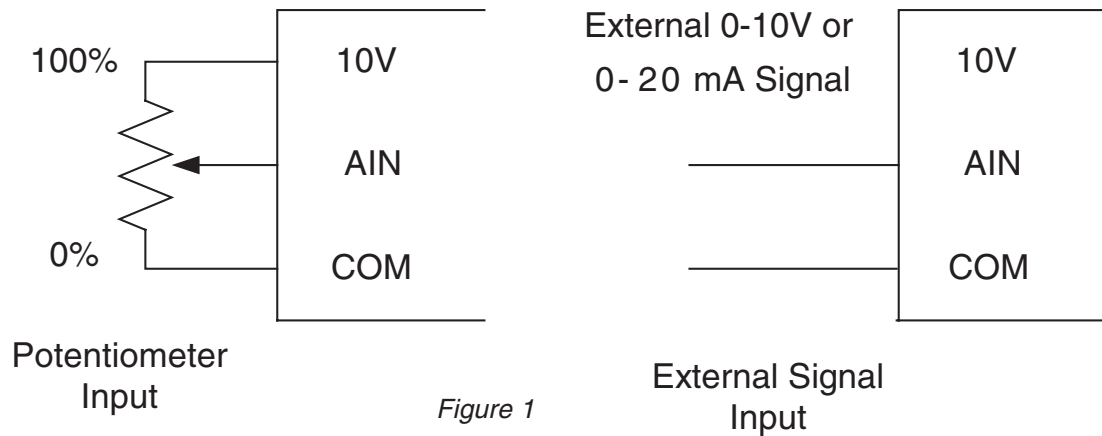 100%
0%
10V
AIN
COM
Potentiometer
Input
External 0-10V or
0- 20 mA Signal
10V
AIN
COM
External Signal
Input
Figure 1